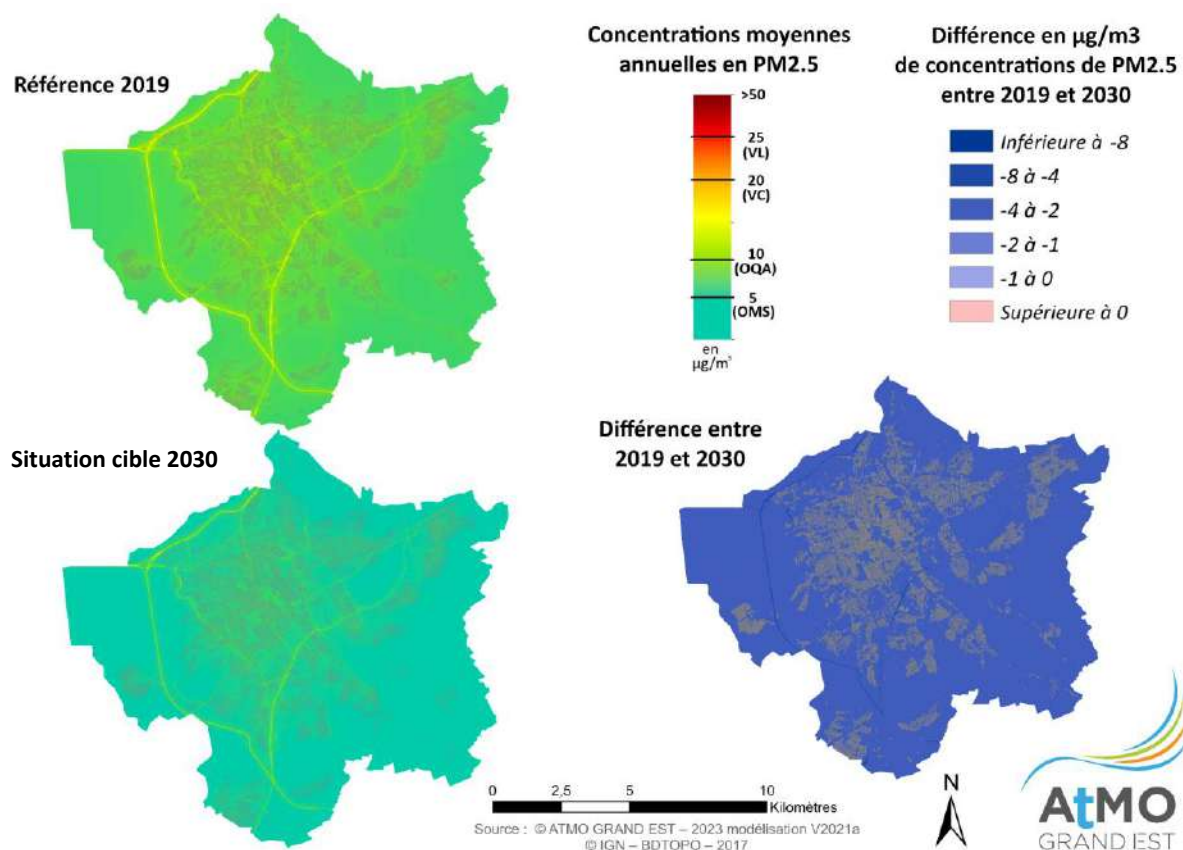 Référence 2019
Concentrations moyennes
annuelles en PM2.5
>50
25
(VL)
20
(VC)
10
(OQA)
5
(OMS)
en
µg/m³
Différence en µg/m3
de concentrations de PM2.5
entre 2019 et 2030
Inférieure à -8
-8 à -4
-4 à -2
-2 à -1
-1 à 0
Supérieure à 0
Situation cible 2030
Différence entre
2019 et 2030
0 2,5 5 10
Kilomètres
Source : © ATMO GRAND EST – 2023 modélisation V2021a
© IGN – BDTOPO – 2017
N
AtMO
GRAND EST